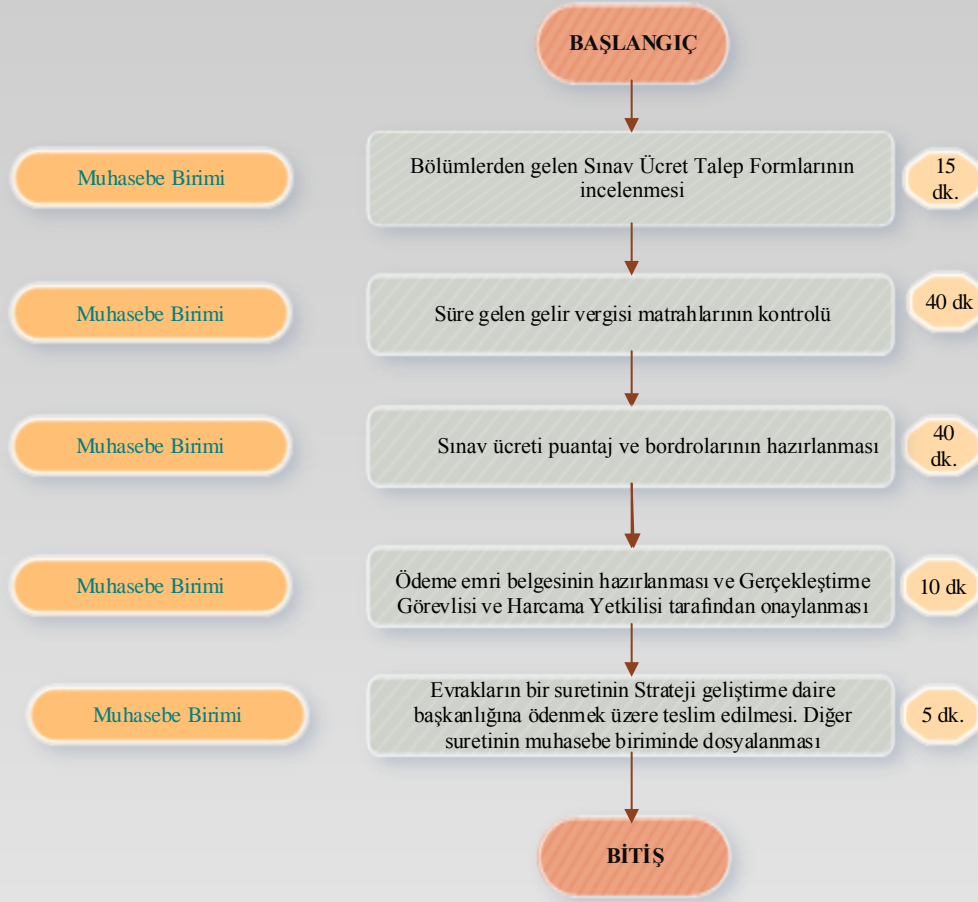 BAŞLANGIÇ
Muhasebe Birimi
Bölümlerden gelen Sınav Ücret Talep Formlarının
incelenmesi
15
dk.
Muhasebe Birimi
Süre gelen gelir vergisi matrahlarının kontrolü
40 dk
Muhasebe Birimi
Sınav ücreti puantaj ve bordrolarının hazırlanması
40
dk.
Muhasebe Birimi
Ödeme emri belgesinin hazırlanması ve Gerçekleştirme
Görevlisi ve Harcama Yetkilisi tarafından onaylanması
10 dk
Muhasebe Birimi
Evrakların bir suretinin Strateji geliştirme daire
başkanlığına ödenmek üzere teslim edilmesi. Diğer
suretinin muhasebe biriminde dosyalanması
5 dk.
BİTİŞ